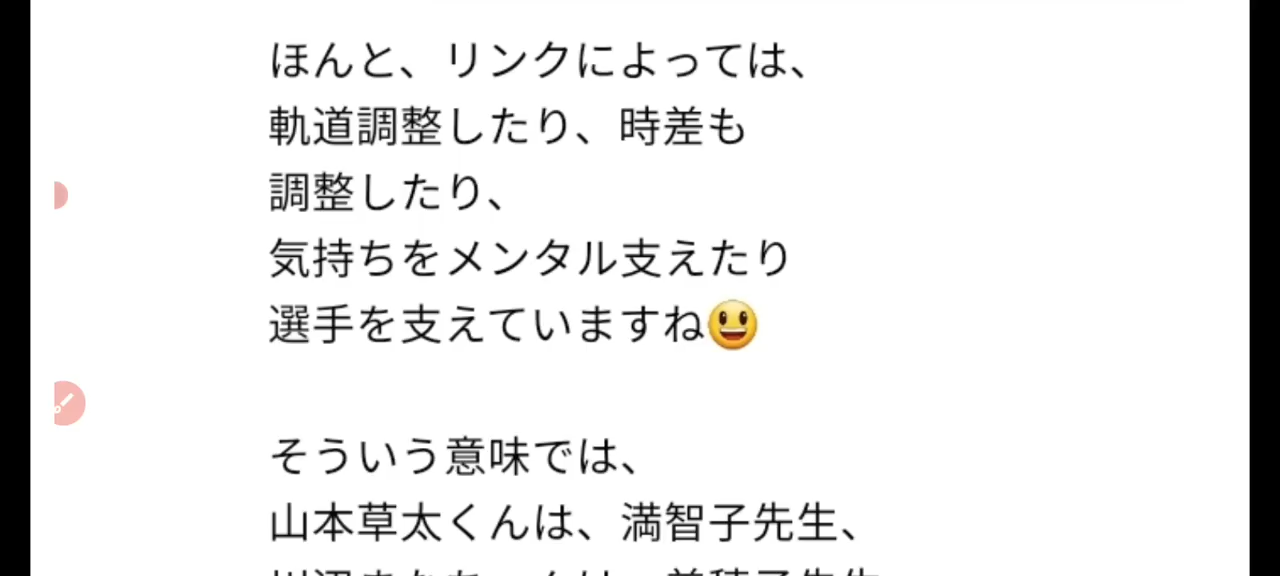 ほんと、リンクによっては、
軌道調整したり、時差も
調整したり、
気持ちをメンタル支えたり
選手を支えていますね😃
そういう意味では、
山本草太くんは、満智子先生、